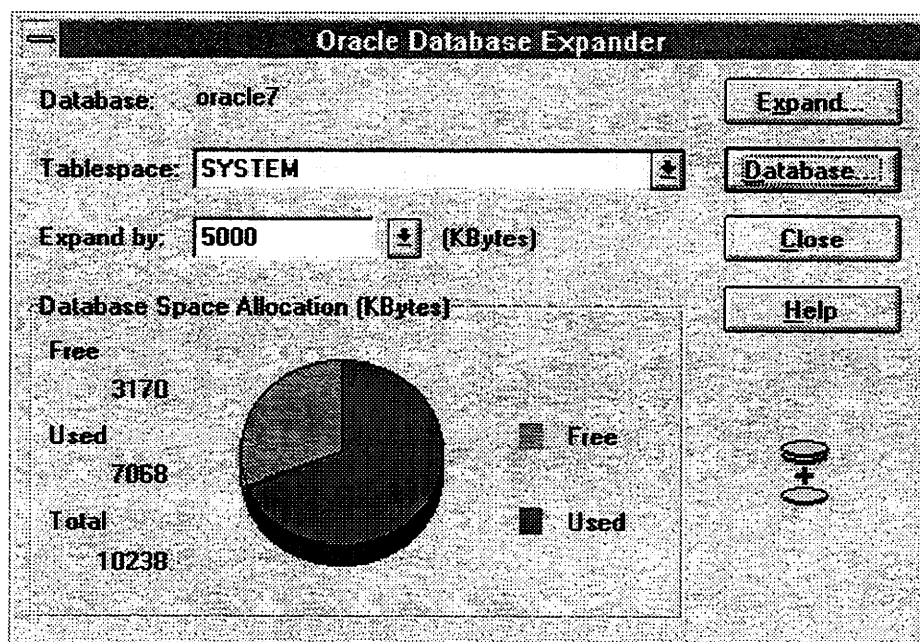 Oracle Database Expander
Database: oracle7
Expand...
Tablespace: SYSTEM
Database...
Expand by: 5000 (KBytes)
Close
Database Space Allocation (KBytes)
Help
Free
3170
Used
7068
Total
10238
Free
Used